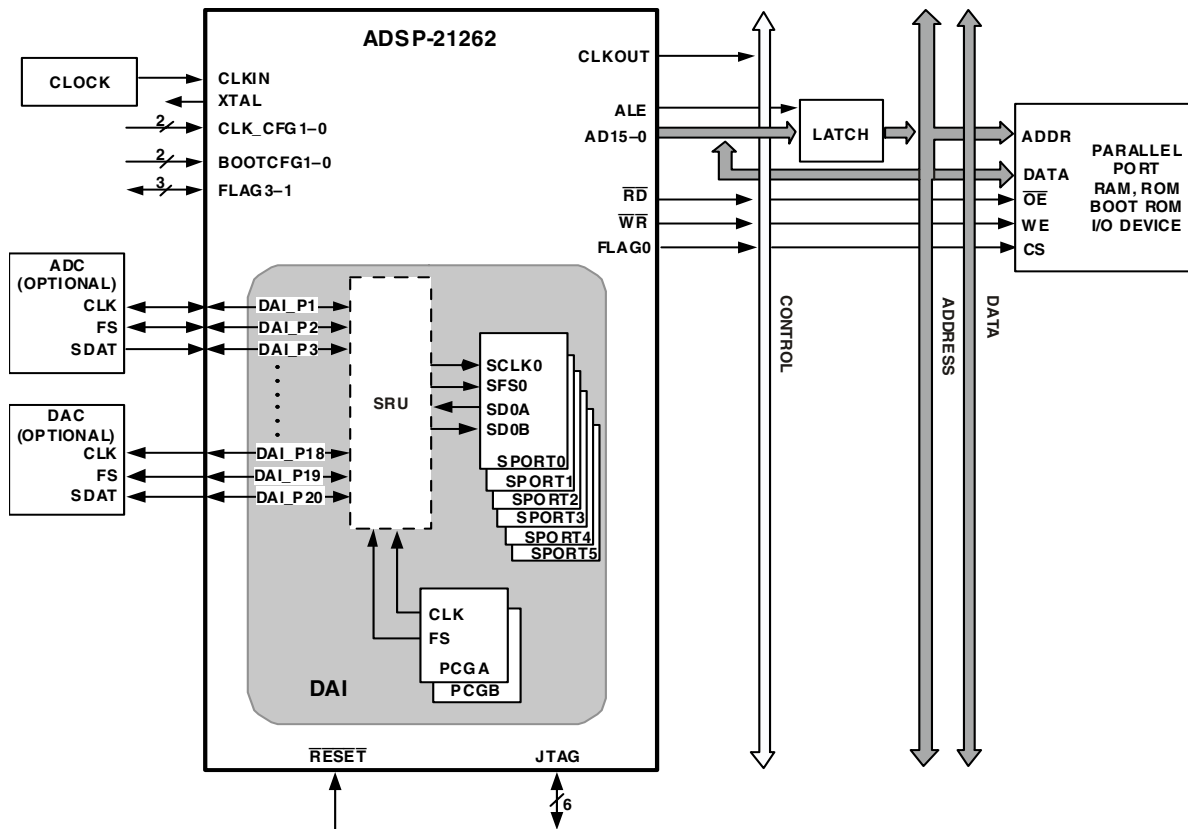 ADSP-21262
CLOCK
CLKIN
XTAL
2
CLK_CFG1–0
2
BOOTCFG1–0
3
FLAG3–1
CLKOUT
ALE
AD15–0
LATCH
RD
WR
FLAG0
ADDR
DATA
OE
WE
CS
PARALLEL
PORT
RAM, ROM
BOOT ROM
I/O DEVICE
CONTROL
ADDRESS
DATA
ADC
(OPTIONAL)
CLK
FS
SDAT
DAC
(OPTIONAL)
CLK
FS
SDAT
DAI_P1
DAI_P2
DAI_P3
DAI_P18
DAI_P19
DAI_P20
SRU
SCLK0
SFS0
SD0A
SD0B
SPORT0
SPORT1
SPORT2
SPORT3
SPORT4
SPORT5
CLK
FS
PCGA
PCGB
DAI
RESET
JTAG
6